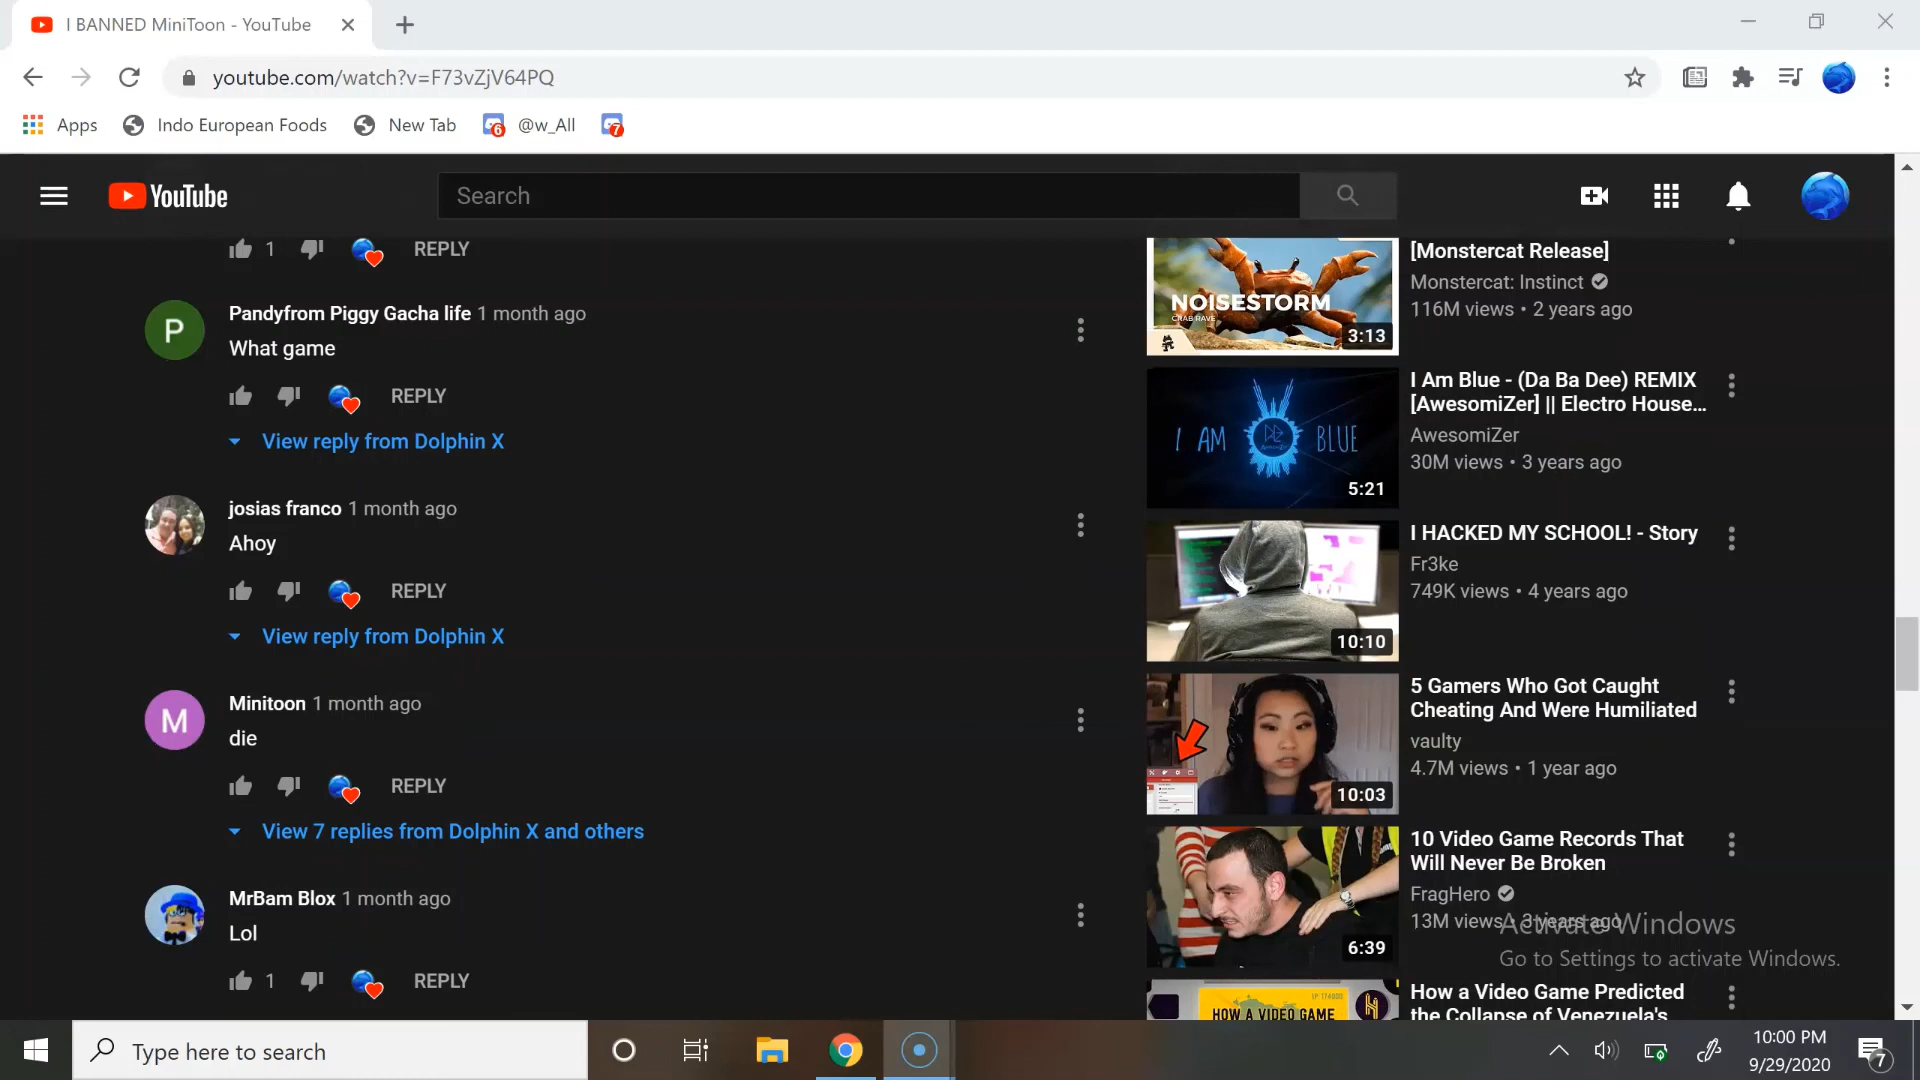 I BANNED MiniToon - YouTube
youtube.com/watch?v=F73vZjV64PQ
Apps
Indo European Foods
New Tab
6
@w_All
7
YouTube
Search
1
REPLY
Pandyfrom Piggy Gacha life 1 month ago
P
What game
REPLY
View reply from Dolphin X
josias franco 1 month ago
Ahoy
REPLY
View reply from Dolphin X
Minitoon 1 month ago
M
die
REPLY
View 7 replies from Dolphin X and others
MrBam Blox 1 month ago
Lol
1
REPLY
NOISESTORM
CRAB RAVE
3:13
[Monstercat Release]
Monstercat: Instinct
116M views • 2 years ago
I AM
BLUE
5:21
I Am Blue - (Da Ba Dee) REMIX
[AwesomiZer] || Electro House...
AwesomiZer
30M views • 3 years ago
10:10
I HACKED MY SCHOOL! - Story
Fr3ke
749K views • 4 years ago
10:03
5 Gamers Who Got Caught
Cheating And Were Humiliated
vaulty
4.7M views • 1 year ago
6:39
10 Video Game Records That
Will Never Be Broken
FragHero
13M views • 3 years ago
Activate Windows
Go to Settings to activate Windows.
HOW A VIDEO GAME
How a Video Game Predicted
the Collapse of Venezuela's
Type here to search
10:00 PM
9/29/2020
7